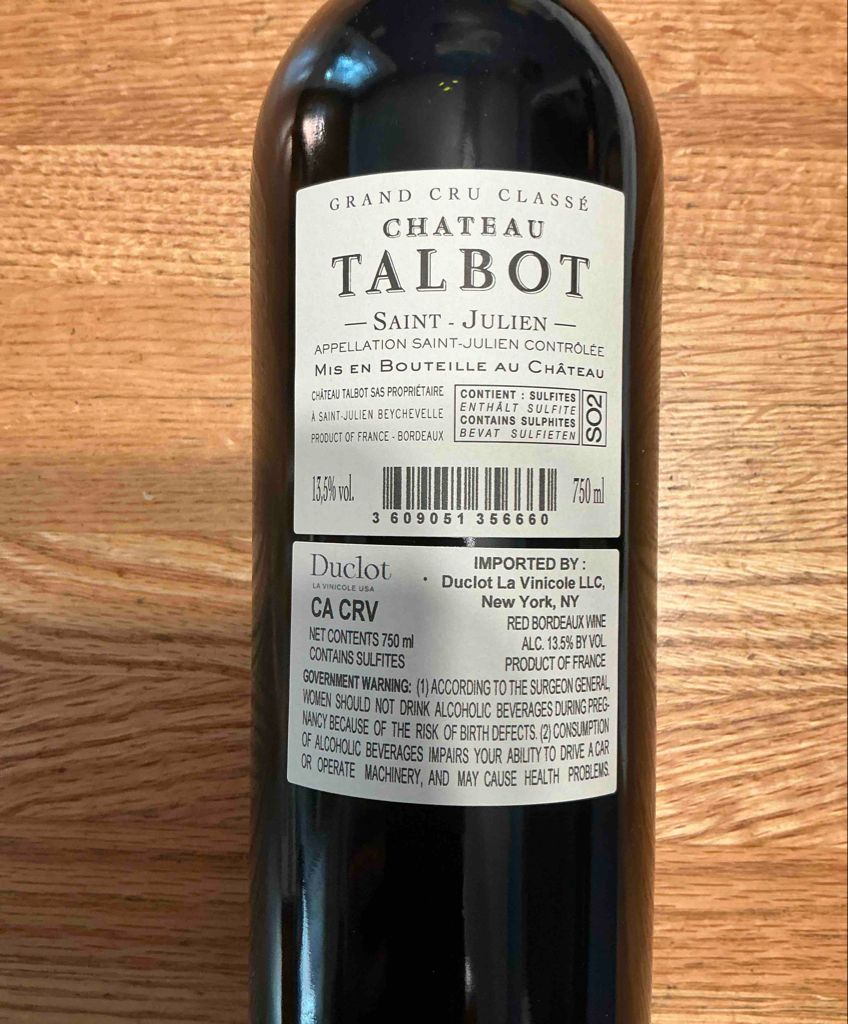 GRAND CRU CLASSÉ
CHATEAU
TALBOT
— SAINT - JULIEN —
APPELLATION SAINT-JULIEN CONTRÔLÉE
MIS EN BOUTEILLE AU CHÂTEAU
CHÂTEAU TALBOT SAS PROPRIÉTAIRE
À SAINT-JULIEN BEYCHEVELLE
PRODUCT OF FRANCE - BORDEAUX
CONTIENT : SULFITES
ENTHÄLT SULFITE
CONTAINS SULPHITES
BEVAT SULFIETEN
SO2
13,5% vol.
750 ml
3 609051 356660
Duclot
LA VINICOLE USA
CA CRV
NET CONTENTS 750 ml
CONTAINS SULFITES
IMPORTED BY :
Duclot La Vinicole LLC,
New York, NY
RED BORDEAUX WINE
ALC. 13.5% BY VOL.
PRODUCT OF FRANCE
GOVERNMENT WARNING: (1) ACCORDING TO THE SURGEON GENERAL,
WOMEN SHOULD NOT DRINK ALCOHOLIC BEVERAGES DURING PREG-
NANCY BECAUSE OF THE RISK OF BIRTH DEFECTS. (2) CONSUMPTION
OF ALCOHOLIC BEVERAGES IMPAIRS YOUR ABILITY TO DRIVE A CAR
OR OPERATE MACHINERY, AND MAY CAUSE HEALTH PROBLEMS.